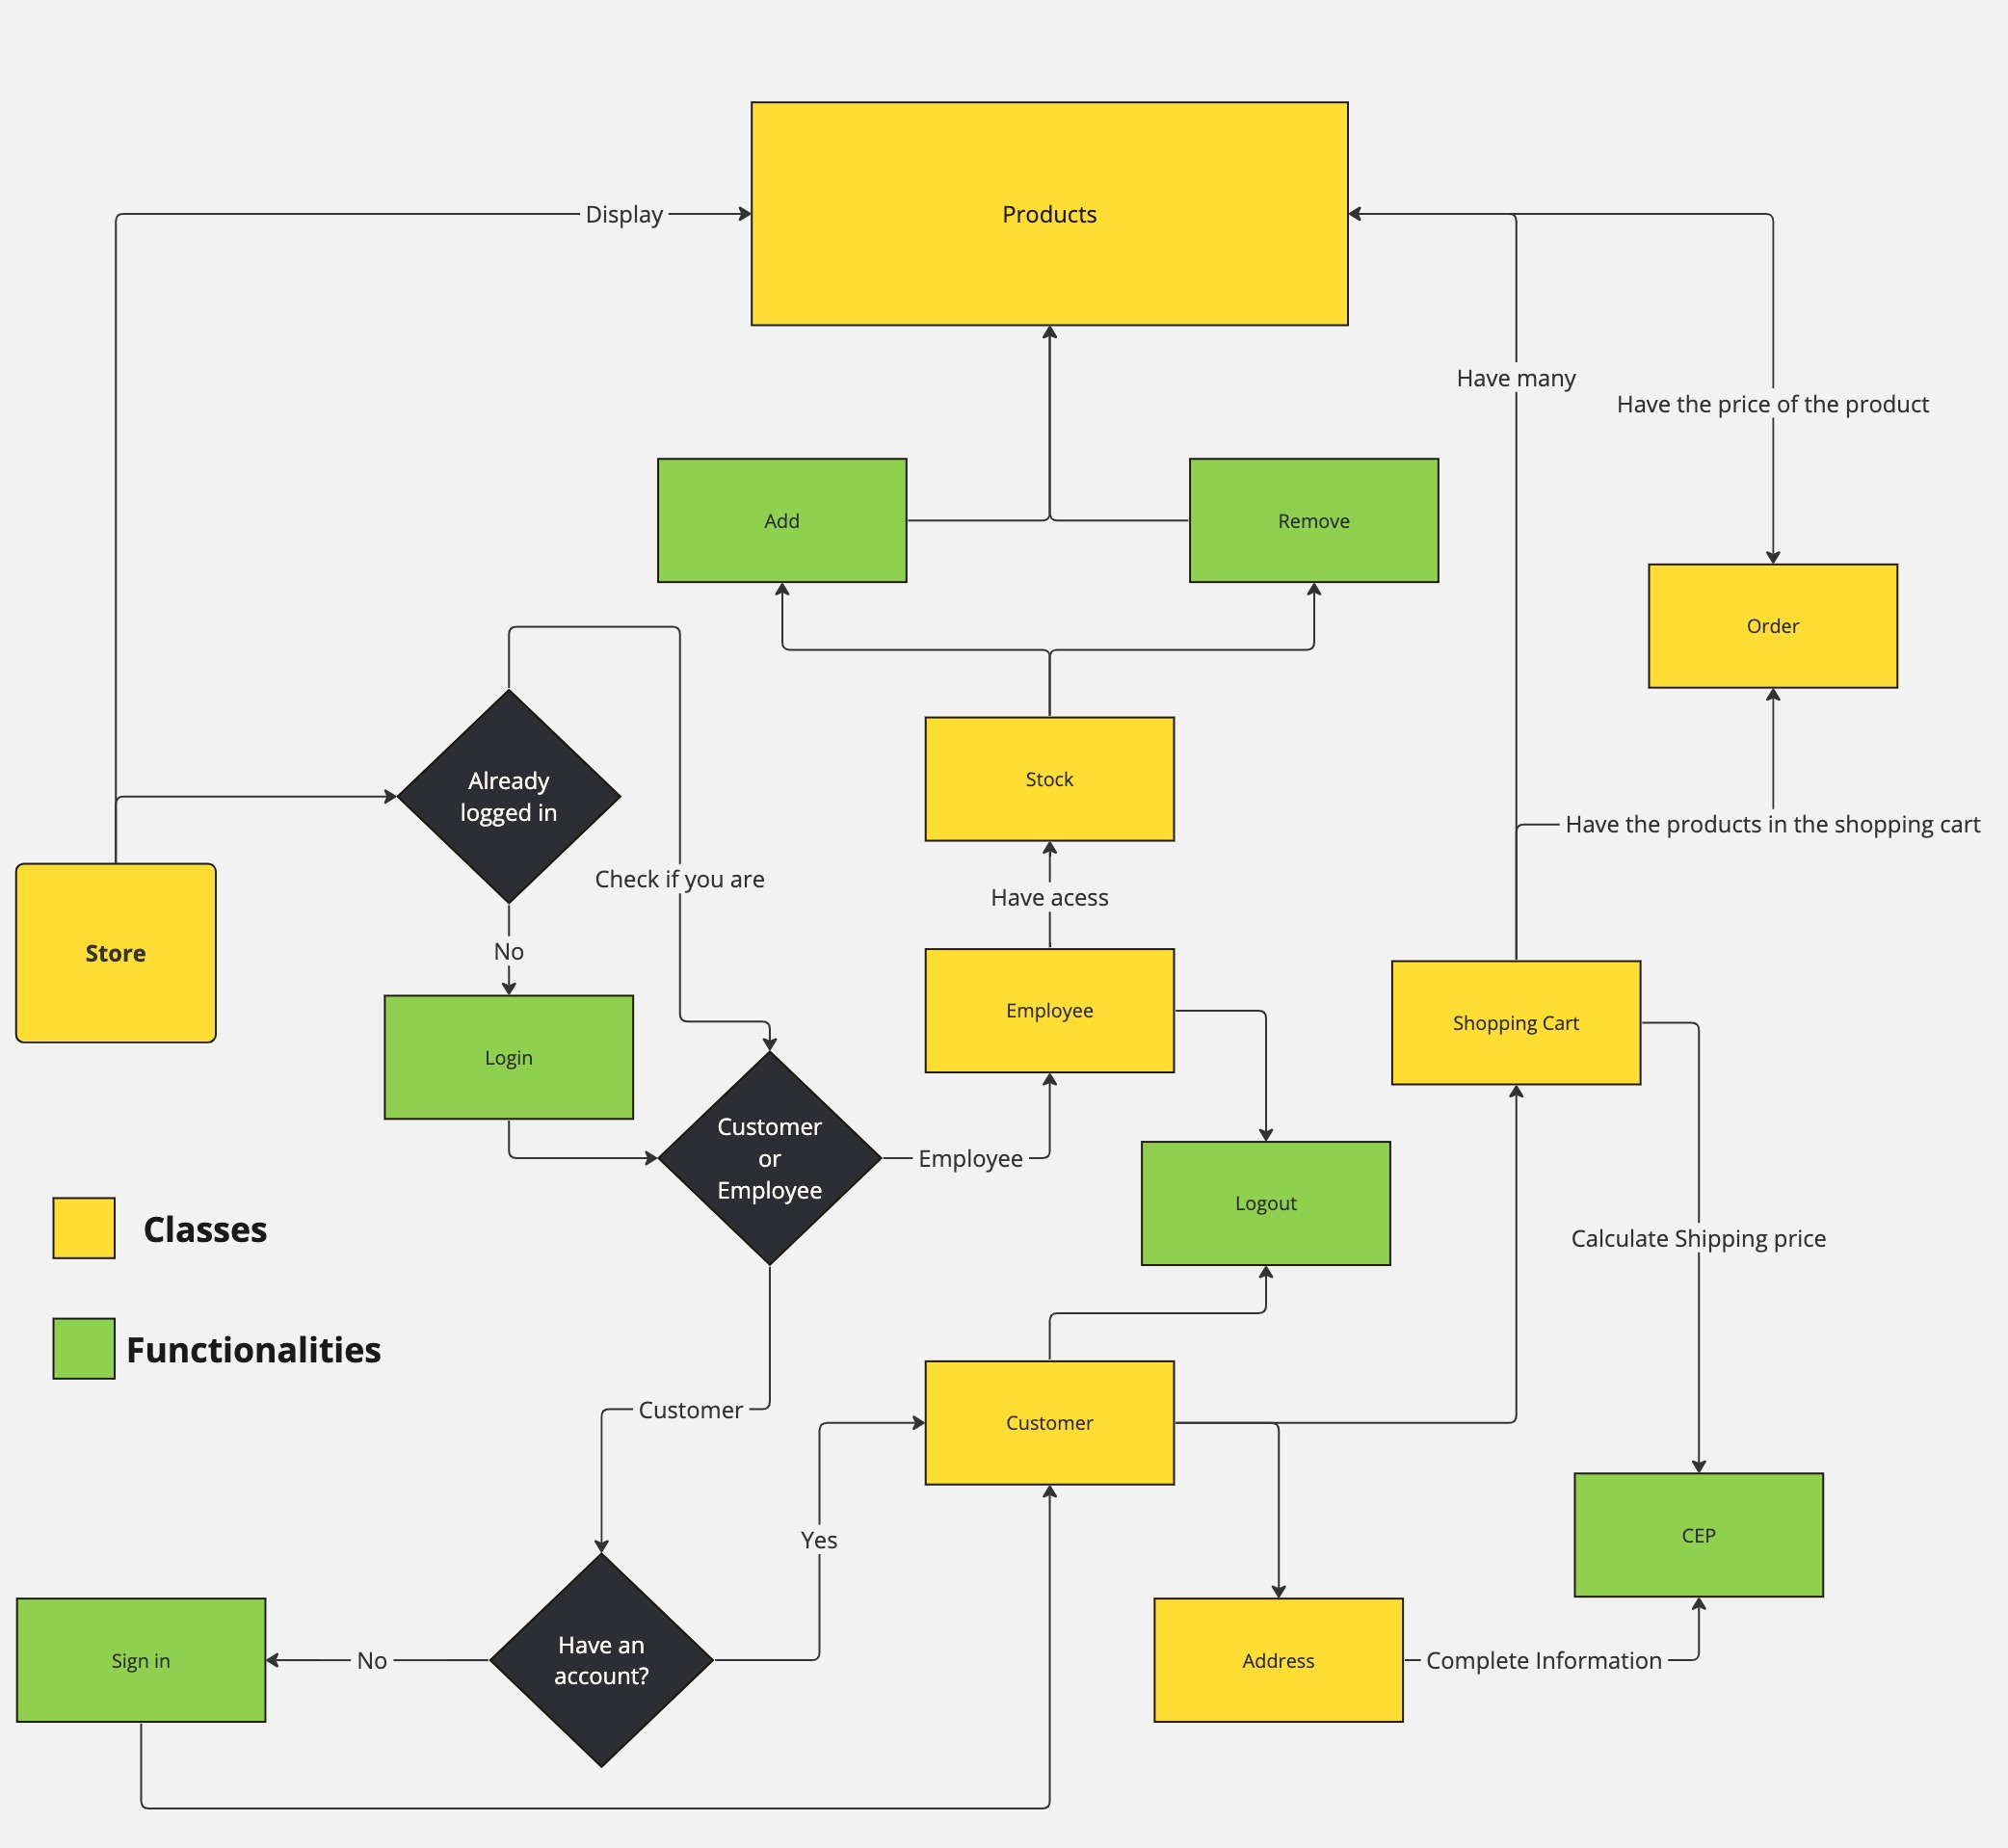 Display
Products
Have many
Have the price of the product
Add
Remove
Order
Already
logged in
Stock
Have the products in the shopping cart
Check if you are
Have acess
No
Store
Employee
Shopping Cart
Login
Customer
or
Employee
Employee
Logout
Classes
Calculate Shipping price
Functionalities
Customer
Customer
Yes
CEP
Sign in
No
Have an
account?
Address
Complete Information